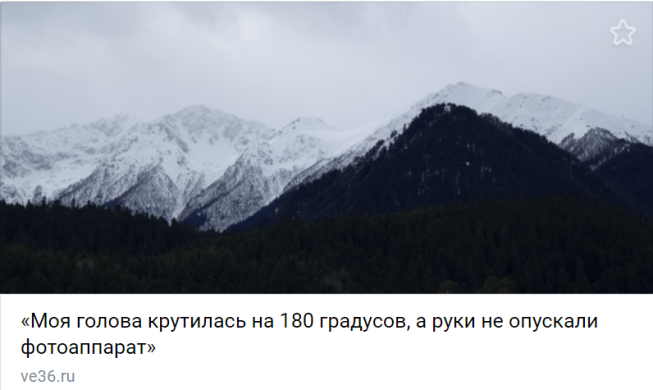 «Моя голова крутилась на 180 градусов, а руки не опускали
фотоаппарат»
ve36.ru